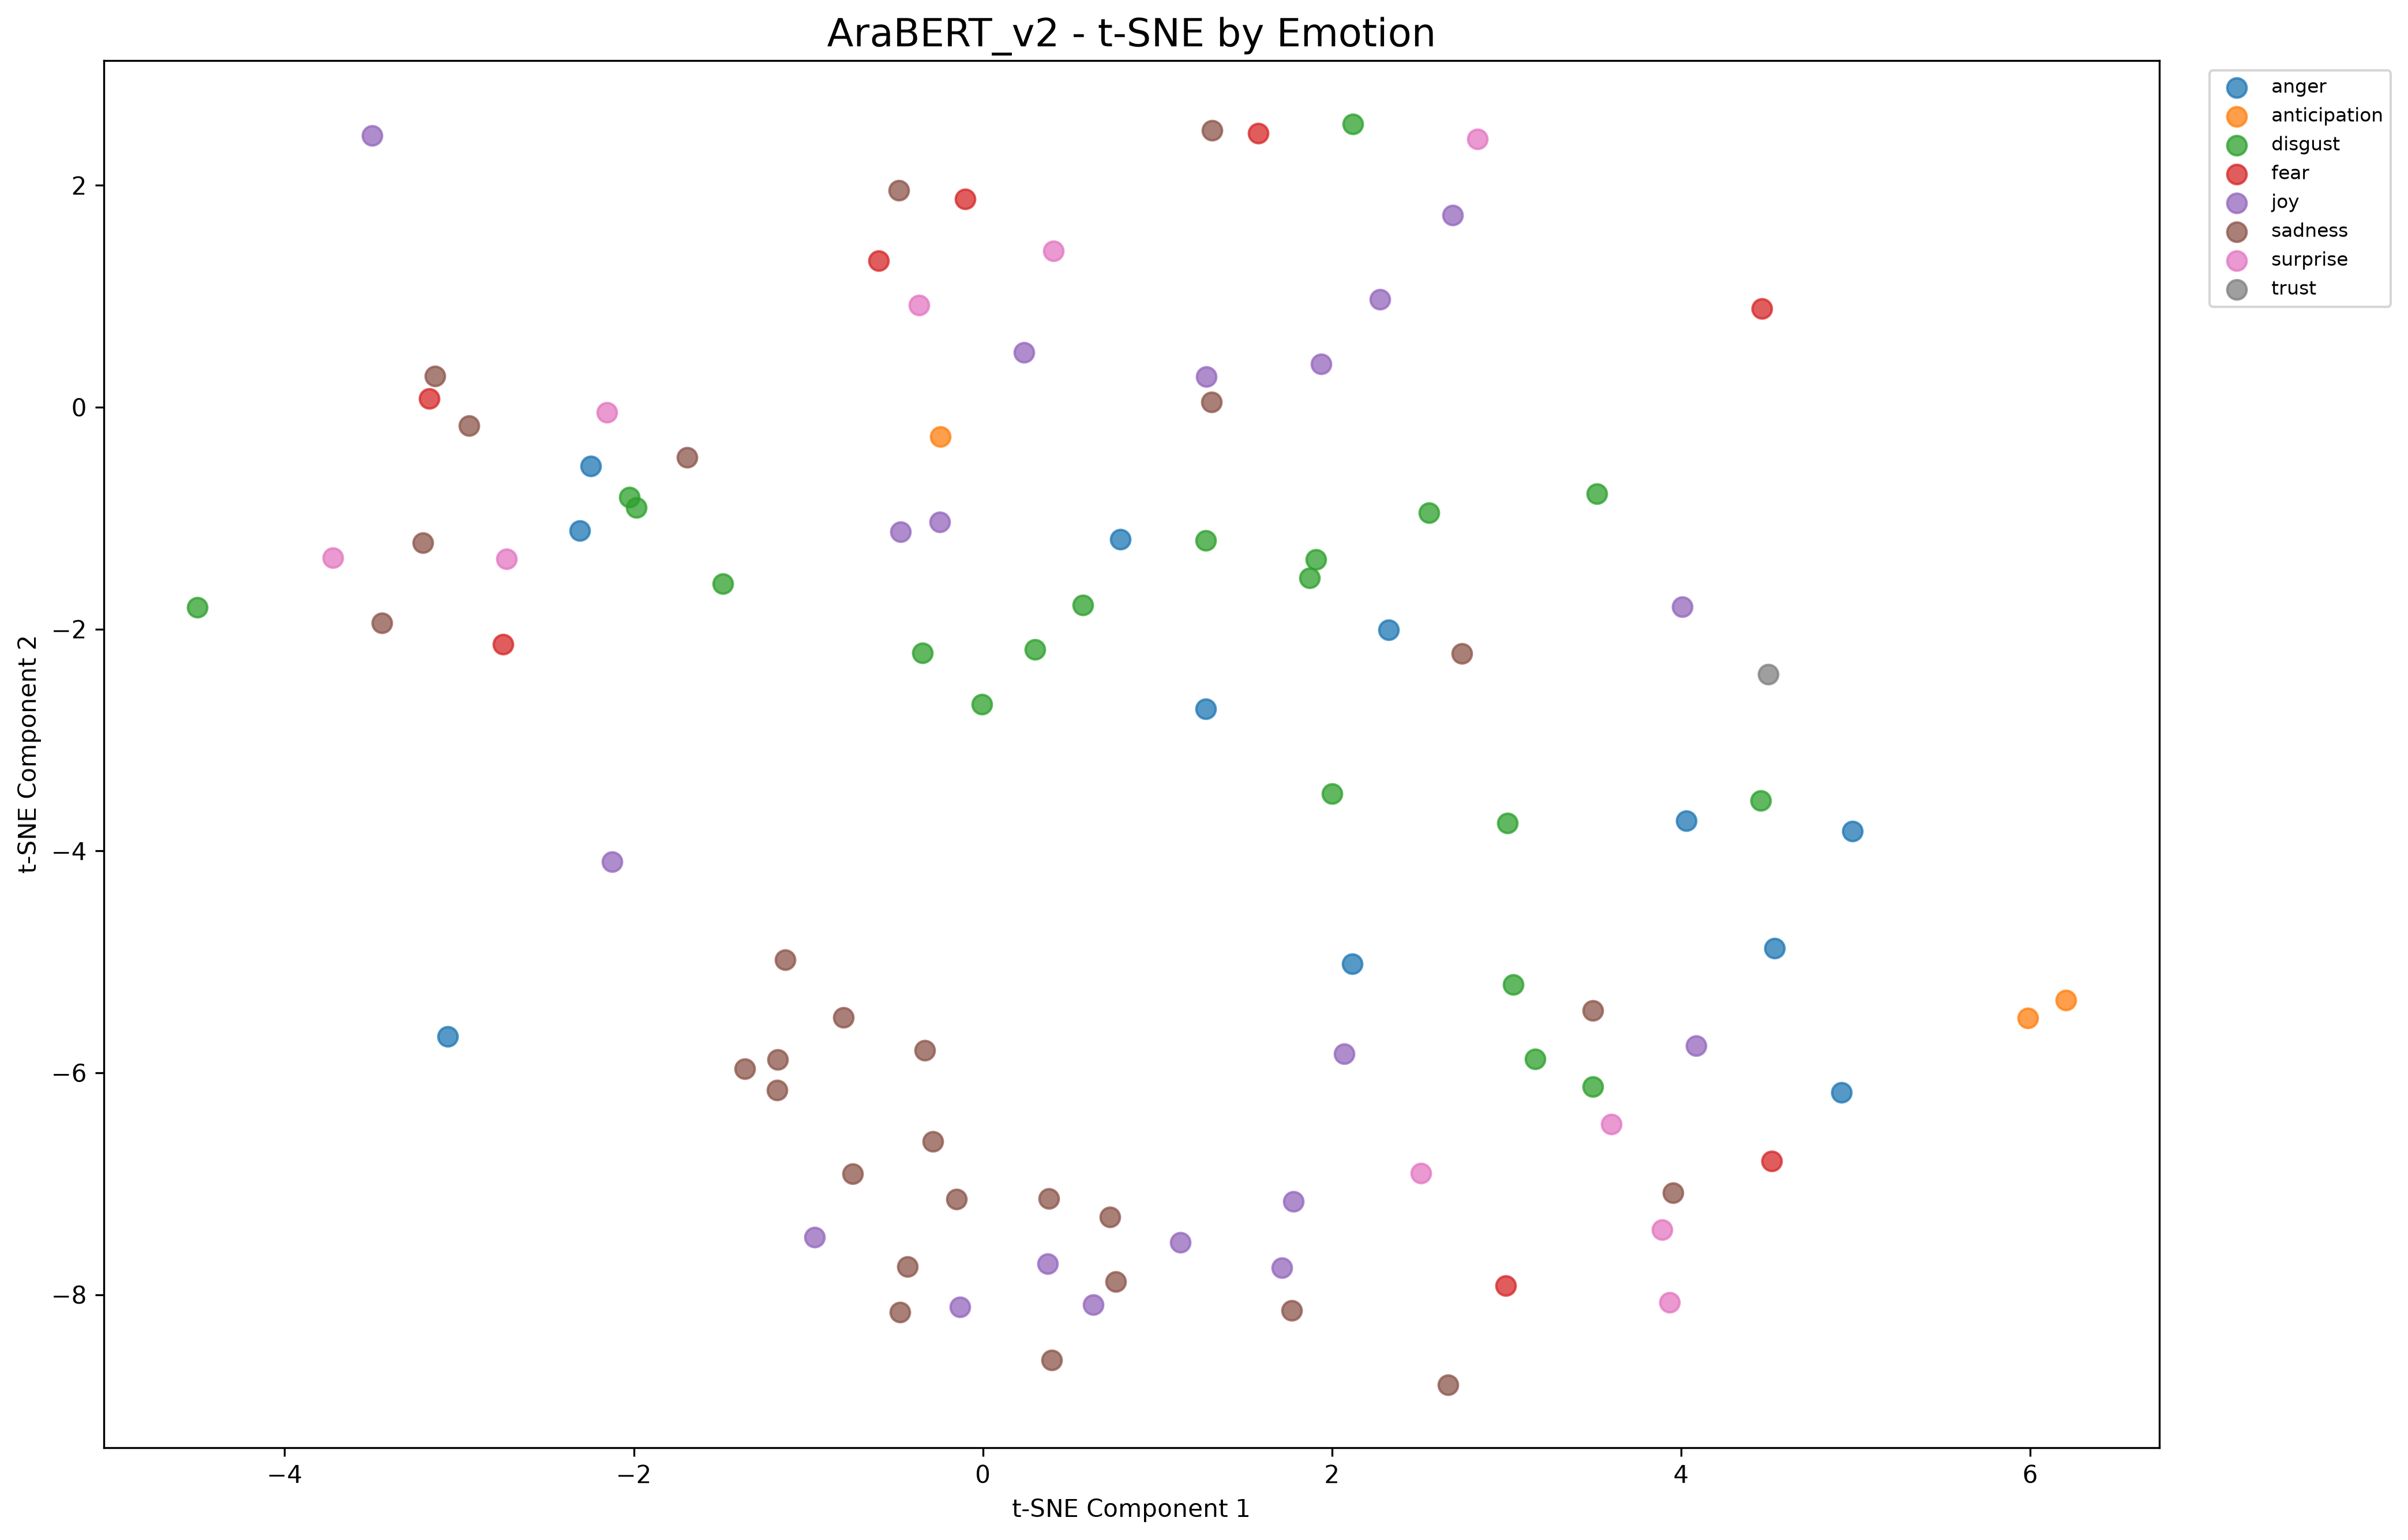 AraBERT_v2 - t-SNE by Emotion
anger
anticipation
disgust
fear
joy
sadness
surprise
trust
2
0
−2
−4
−6
−8
t-SNE Component 2
−4
−2
0
2
4
6
t-SNE Component 1